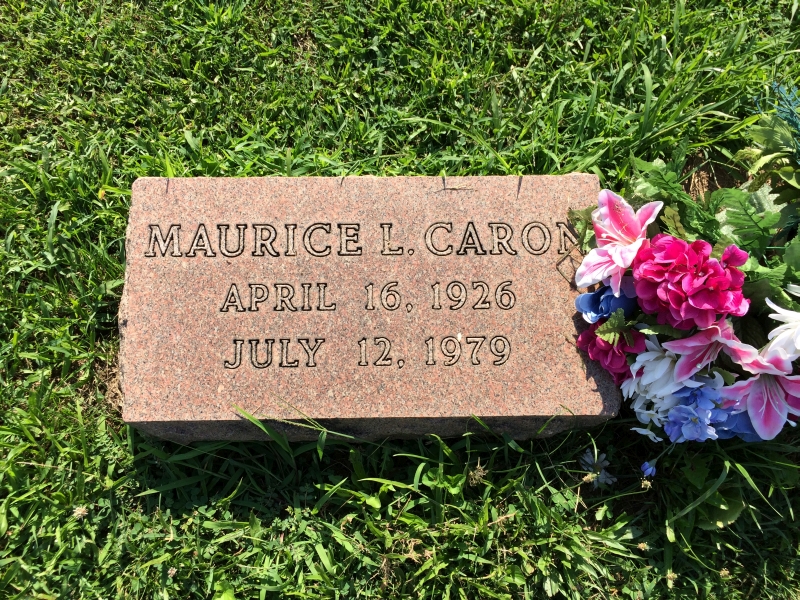 MAURICE L. CARON
APRIL 16, 1926
JULY 12, 1979